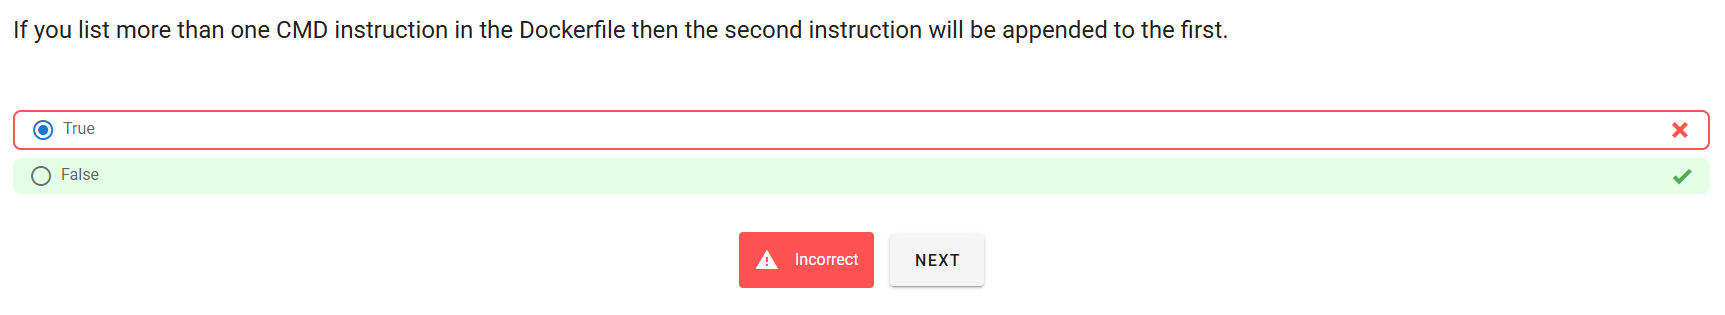 If you list more than one CMD instruction in the Dockerfile then the second instruction will be appended to the first.
True
False
Incorrect
NEXT